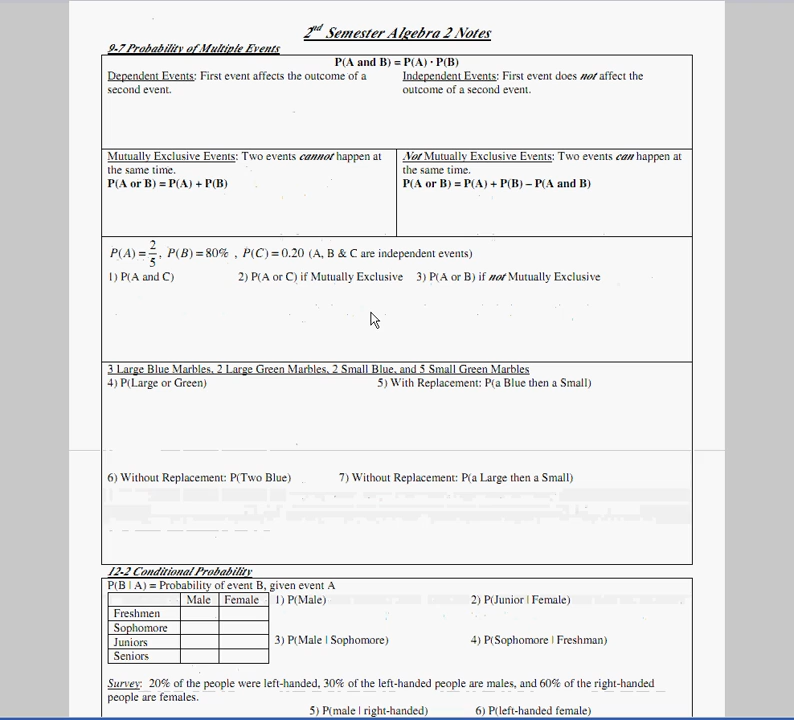 2nd Semester Algebra 2 Notes
9-7 Probability of Multiple Events
P(A and B) = P(A) · P(B)
Dependent Events: First event affects the outcome of a
second event.
Independent Events: First event does not affect the
outcome of a second event.
Mutually Exclusive Events: Two events cannot happen at
the same time.
P(A or B) = P(A) + P(B)
Not Mutually Exclusive Events: Two events can happen at
the same time.
P(A or B) = P(A) + P(B) – P(A and B)
P(A) = 2/5, P(B) = 80% , P(C) = 0.20 (A, B & C are independent events)
1) P(A and C) 2) P(A or C) if Mutually Exclusive 3) P(A or B) if not Mutually Exclusive
3 Large Blue Marbles, 2 Large Green Marbles, 2 Small Blue, and 5 Small Green Marbles
4) P(Large or Green) 5) With Replacement: P(a Blue then a Small)
6) Without Replacement: P(Two Blue) 7) Without Replacement: P(a Large then a Small)
12-2 Conditional Probability
P(B | A) = Probability of event B, given event A
Male Female
Freshmen
Sophomore
Juniors
Seniors
1) P(Male) 2) P(Junior | Female)
3) P(Male | Sophomore) 4) P(Sophomore | Freshman)
Survey: 20% of the people were left-handed, 30% of the left-handed people are males, and 60% of the right-handed
people are females.
5) P(male | right-handed) 6) P(left-handed female)